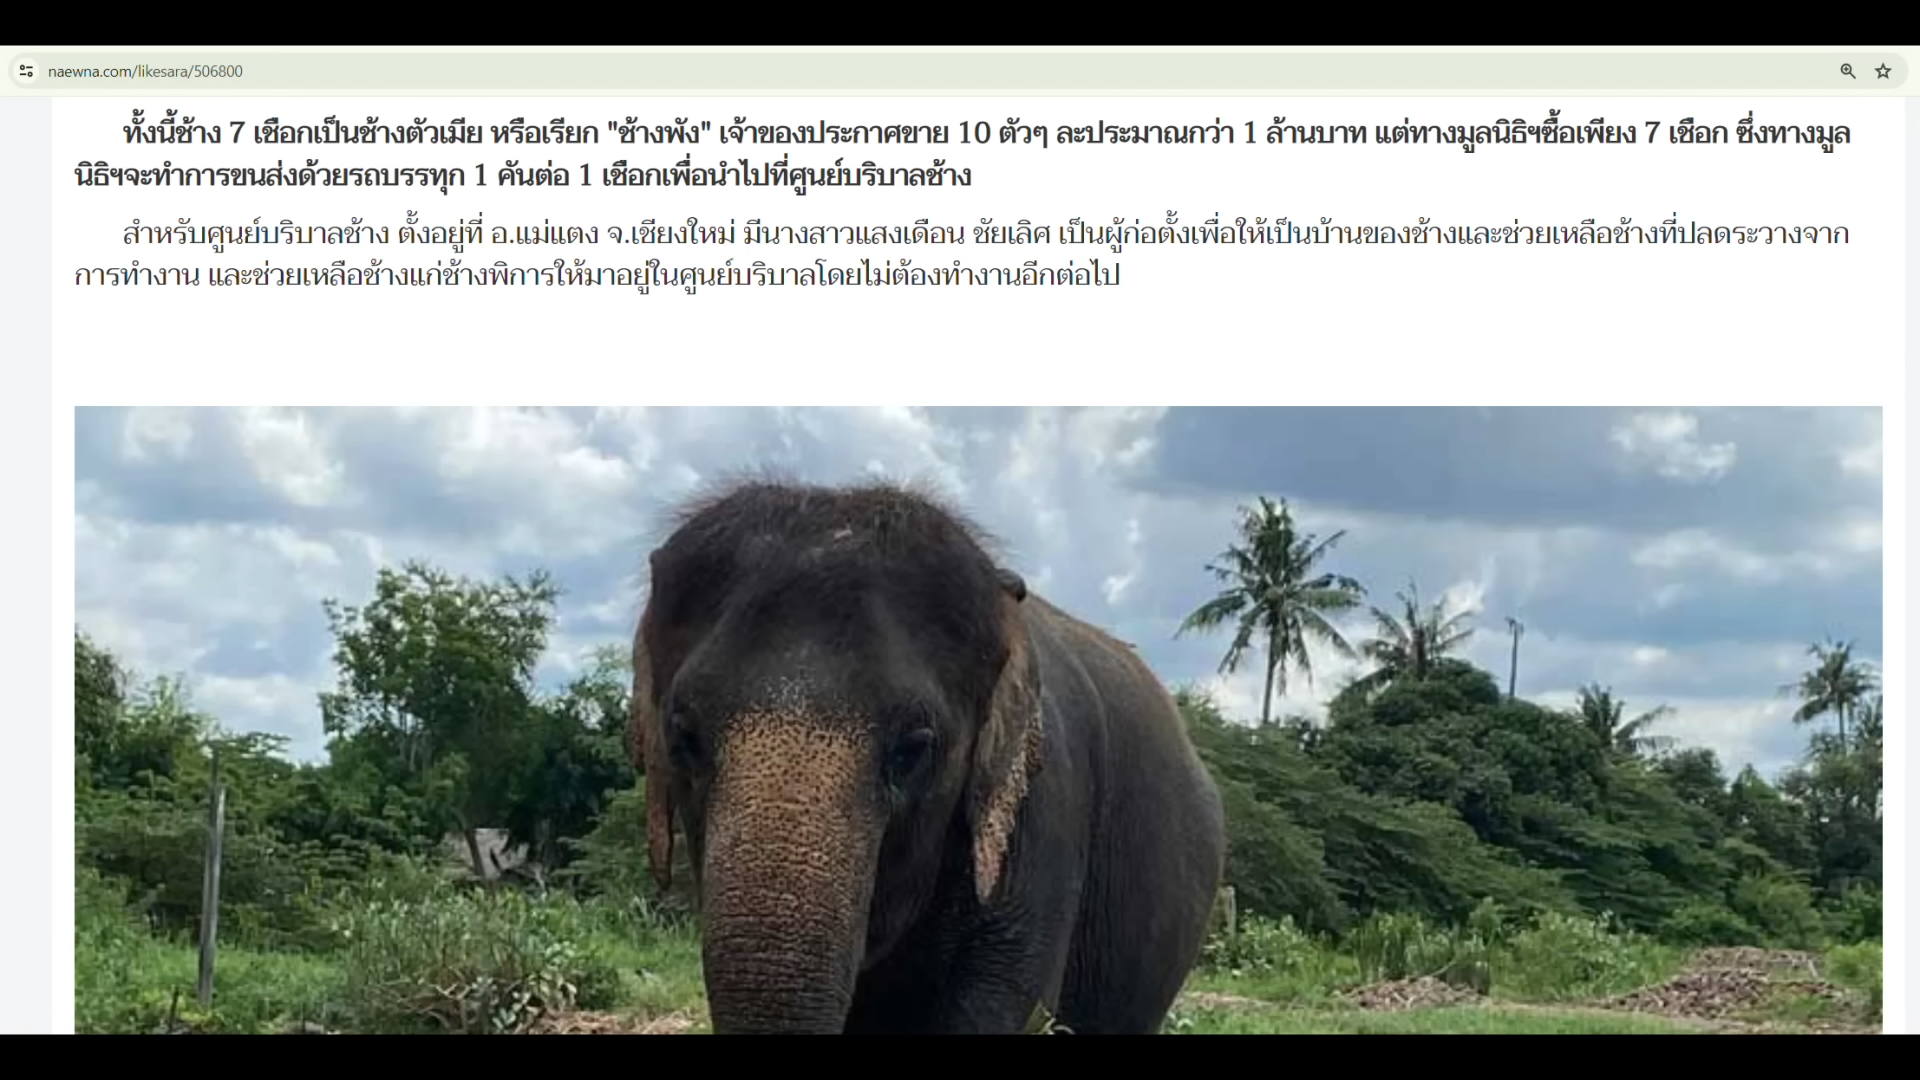 naewna.com/likesara/506800
ทั้งนี้ช้าง 7 เชือกเป็นช้างตัวเมีย หรือเรียก "ช้างพัง" เจ้าของประกาศขาย 10 ตัวๆ ละประมาณกว่า 1 ล้านบาท แต่ทางมูลนิธิฯซื้อเพียง 7 เชือก ซึ่งทางมูล
นิธิฯจะทำการขนส่งด้วยรถบรรทุก 1 คันต่อ 1 เชือกเพื่อนำไปที่ศูนย์บริบาลช้าง
สำหรับศูนย์บริบาลช้าง ตั้งอยู่ที่ อ.แม่แตง จ.เชียงใหม่ มีนางสาวแสงเดือน ชัยเลิศ เป็นผู้ก่อตั้งเพื่อให้เป็นบ้านของช้างและช่วยเหลือช้างที่ปลดระวางจาก
การทำงาน และช่วยเหลือช้างแก่ช้างพิการให้มาอยู่ในศูนย์บริบาลโดยไม่ต้องทำงานอีกต่อไป